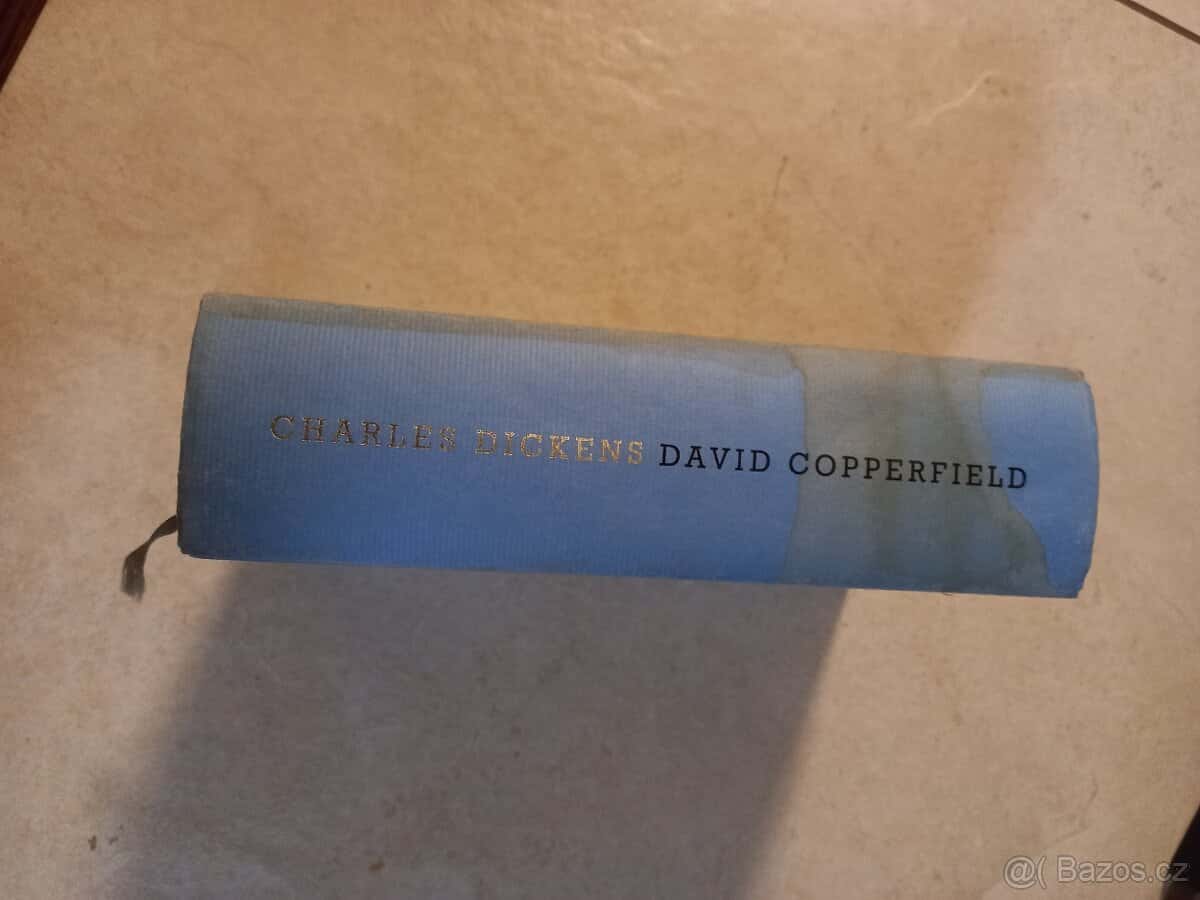 CHARLES DICKENS DAVID COPPERFIELD
@( Bazos.cz